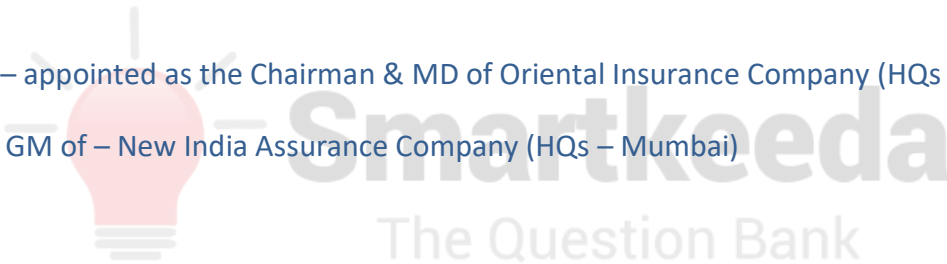 – appointed as the Chairman & MD of Oriental Insurance Company (HQs
GM of – New India Assurance Company (HQs – Mumbai)
Smartkeeda
The Question Bank